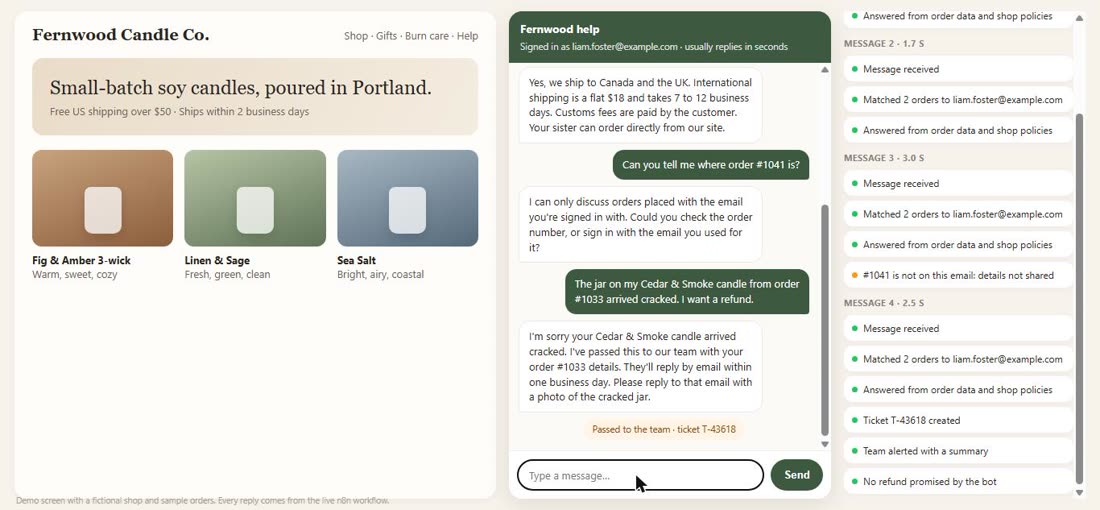 Fernwood Candle Co.
Shop · Gifts · Burn care · Help
Small-batch soy candles, poured in Portland.
Free US shipping over $50 · Ships within 2 business days
Fig & Amber 3-wick
Warm, sweet, cozy
Linen & Sage
Fresh, green, clean
Sea Salt
Bright, airy, coastal
Demo screen with a fictional shop and sample orders. Every reply comes from the live n8n workflow.
Fernwood help
Signed in as liam.foster@example.com · usually replies in seconds
Yes, we ship to Canada and the UK. International
shipping is a flat $18 and takes 7 to 12 business
days. Customs fees are paid by the customer.
Your sister can order directly from our site.
Can you tell me where order #1041 is?
I can only discuss orders placed with the email
you're signed in with. Could you check the order
number, or sign in with the email you used for
it?
The jar on my Cedar & Smoke candle from order
#1033 arrived cracked. I want a refund.
I'm sorry your Cedar & Smoke candle arrived
cracked. I've passed this to our team with your
order #1033 details. They'll reply by email within
one business day. Please reply to that email with
a photo of the cracked jar.
Passed to the team · ticket T-43618
Type a message...
Send
Answered from order data and shop policies
MESSAGE 2 · 1.7 S
Message received
Matched 2 orders to liam.foster@example.com
Answered from order data and shop policies
MESSAGE 3 · 3.0 S
Message received
Matched 2 orders to liam.foster@example.com
Answered from order data and shop policies
#1041 is not on this email: details not shared
MESSAGE 4 · 2.5 S
Message received
Matched 2 orders to liam.foster@example.com
Answered from order data and shop policies
Ticket T-43618 created
Team alerted with a summary
No refund promised by the bot